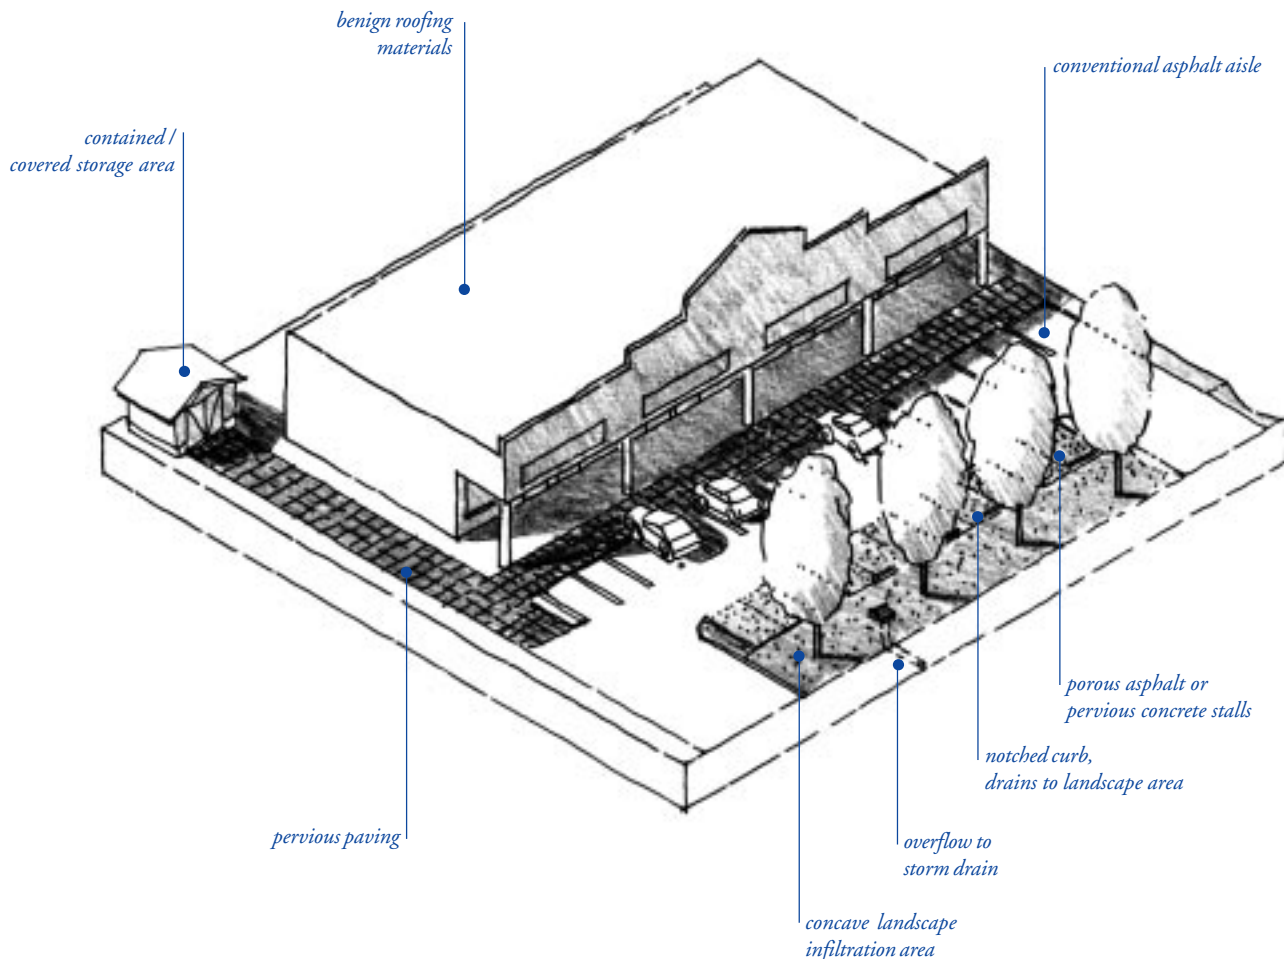 benign roofing
materials
conventional asphalt aisle
contained /
covered storage area
porous asphalt or
pervious concrete stalls
notched curb,
drains to landscape area
pervious paving
overflow to
storm drain
concave landscape
infiltration area